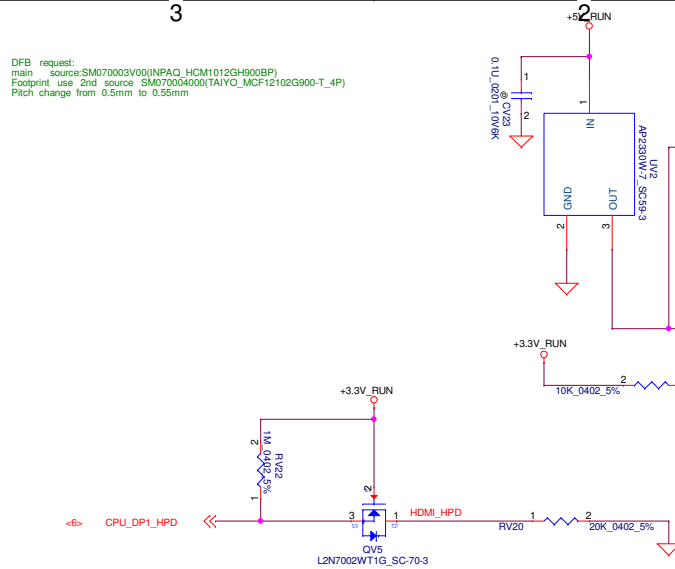 3
2
+5V_RUN
DFB request:
main source:SM070003V00(INPAQ_HCM1012GH900BP)
Footprint use 2nd source SM070004000(TAIYO_MCF12102G900-T_4P)
Pitch change from 0.5mm to 0.55mm
0.1U_0201_10V6K
@ CV23
1
2
1
IN
GND
OUT
2
3
UV2
AP2330W-7_SC59-3
+3.3V_RUN
2
10K_0402_5%
+3.3V_RUN
2
1M_0402_5%
RV22
1
2
<6>
CPU_DP1_HPD
3
S
1
D
HDMI_HPD
QV5
L2N7002WT1G_SC-70-3
RV20
1
2
20K_0402_5%